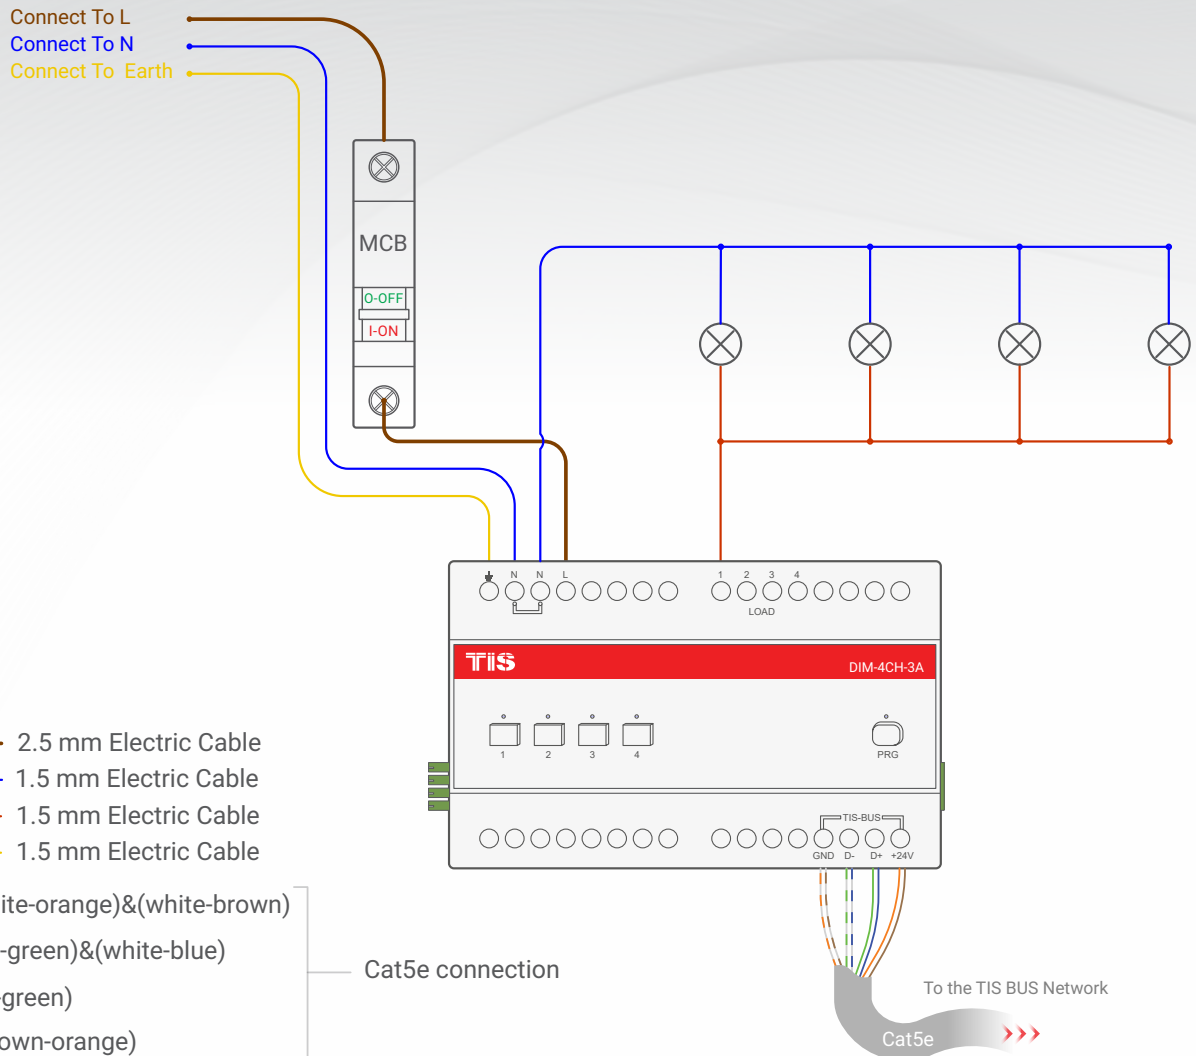 Connect To L
Connect To N
Connect To Earth
MCB
O-OFF
I-ON
N N L
1 2 3 4
LOAD
TIS
DIM-4CH-3A
1 2 3 4
PRG
TIS-BUS
GND D- D+ +24V
2.5 mm Electric Cable
1.5 mm Electric Cable
1.5 mm Electric Cable
1.5 mm Electric Cable
ite-orange)&(white-brown)
-green)&(white-blue)
-green)
own-orange)
Cat5e connection
To the TIS BUS Network
Cat5e